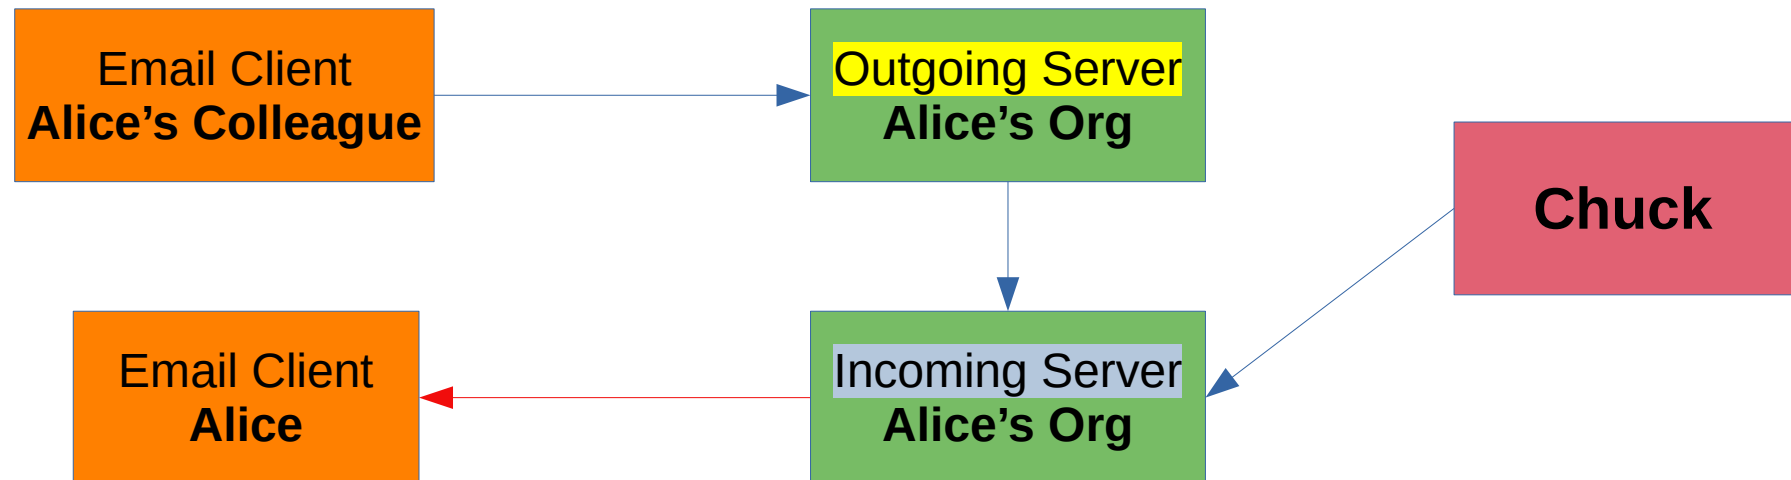 Email Client
Alice’s Colleague
Outgoing Server
Alice’s Org
Chuck
Email Client
Alice
Incoming Server
Alice’s Org